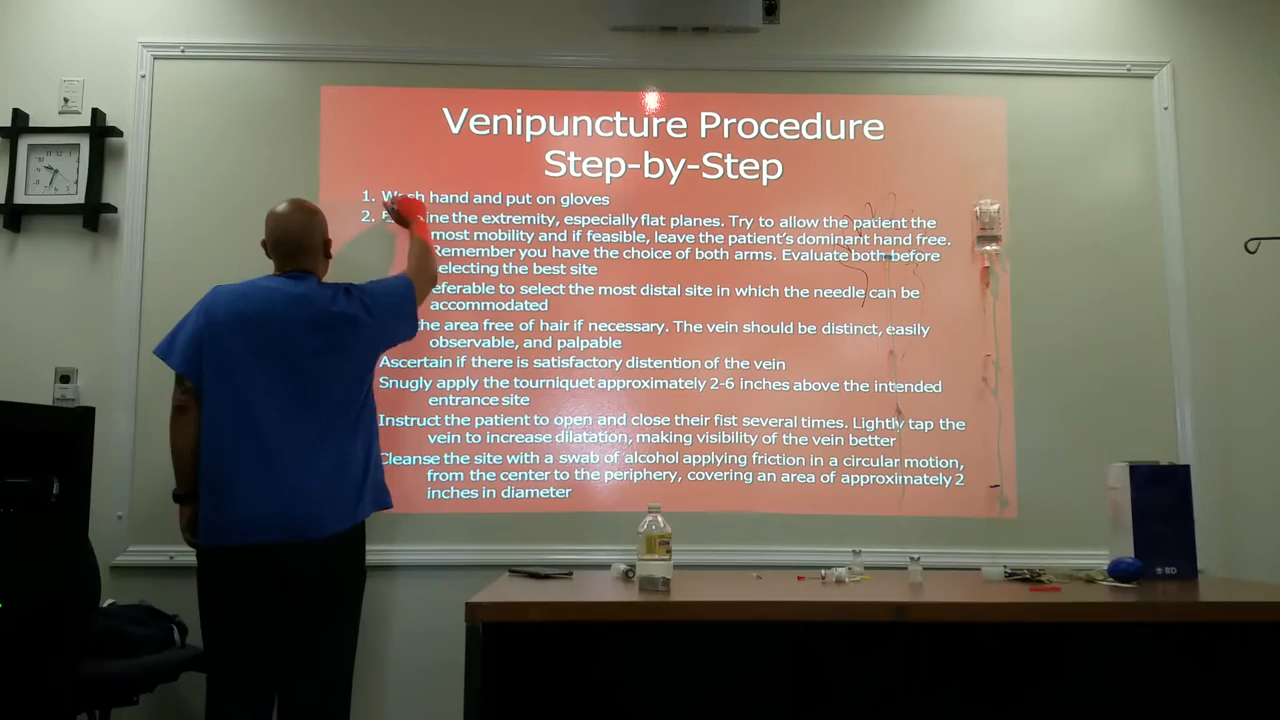 Venipuncture Procedure
Step-by-Step
1. Wash hand and put on gloves
2. the extremity, especially flat planes. Try to allow the patient the
most mobility and if feasible, leave the patient's dominant hand free.
Remember you have the choice of both arms. Evaluate both before
selecting the best site
to select the most distal site in which the needle can be
accommodated
the area free of hair if necessary. The vein should be distinct, easily
observable, and palpable
Ascertain if there is satisfactory distention of the vein
Snugly apply the tourniquet approximately 2-6 inches above the intended
entrance site
Instruct the patient to open and close their fist several times. Lightly tap the
vein to increase dilatation, making visibility of the vein better
Cleanse the site with a swab of alcohol applying friction in a circular motion,
from the center to the periphery, covering an area of approximately 2
inches in diameter
BD